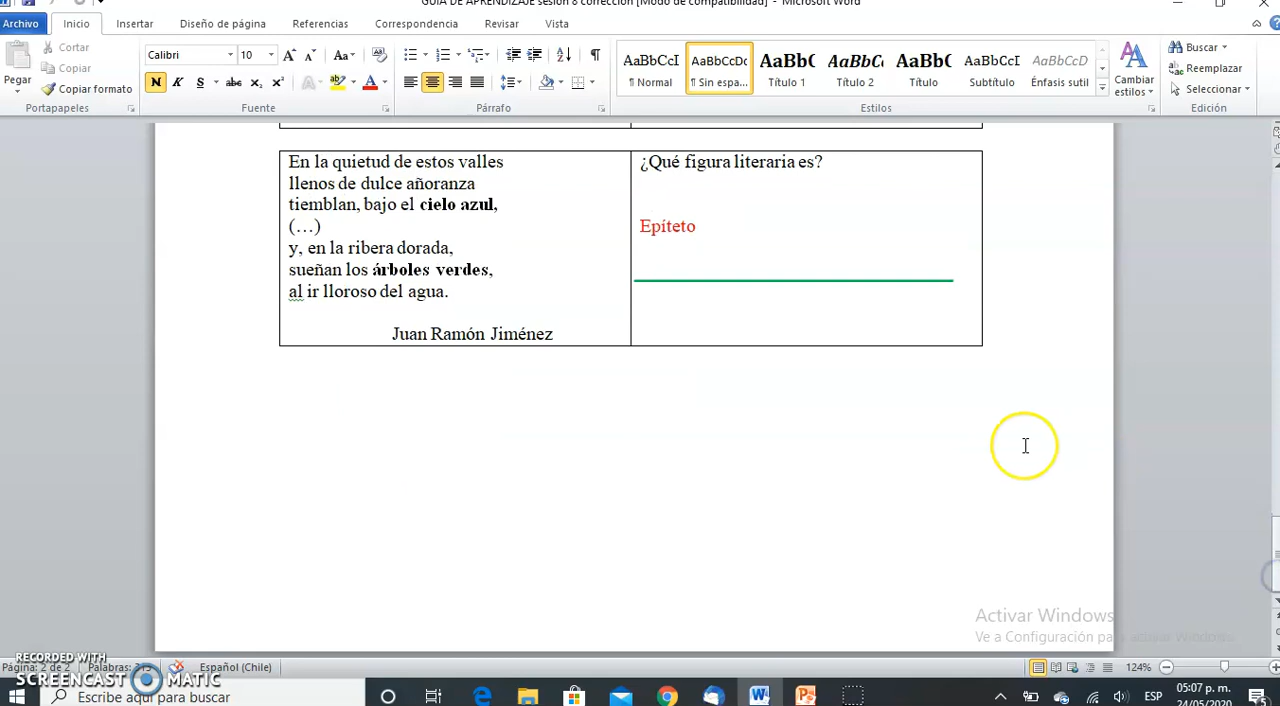 GUIA DE APRENDIZAJE sesión 8 corrección [Modo de compatibilidad] - Microsoft Word
Archivo Inicio Insertar Diseño de página Referencias Correspondencia Revisar Vista
Pegar
Cortar
Copiar
Copiar formato
Portapapeles
Calibri 10
Fuente
Párrafo
AaBbCcI AaBbCcDc AaBbC AaBbCc AaBbC AaBbCcI AaBbCcD
¶ Normal ¶ Sin espa... Título 1 Título 2 Título Subtítulo Énfasis sutil
Cambiar estilos
Estilos
Buscar
Reemplazar
Seleccionar
Edición
En la quietud de estos valles
llenos de dulce añoranza
tiemblan, bajo el cielo azul,
(…)
y, en la ribera dorada,
sueñan los árboles verdes,
al ir lloroso del agua.
Juan Ramón Jiménez
¿Qué figura literaria es?
Epíteto
Activar Windows
Ve a Configuración para activar Windows.
Página: 2 de 2 Palabras: Español (Chile) 124%
RECORDED WITH
SCREENCAST MATIC
Escribe aquí para buscar
ESP
05:07 p. m.
24/05/2020